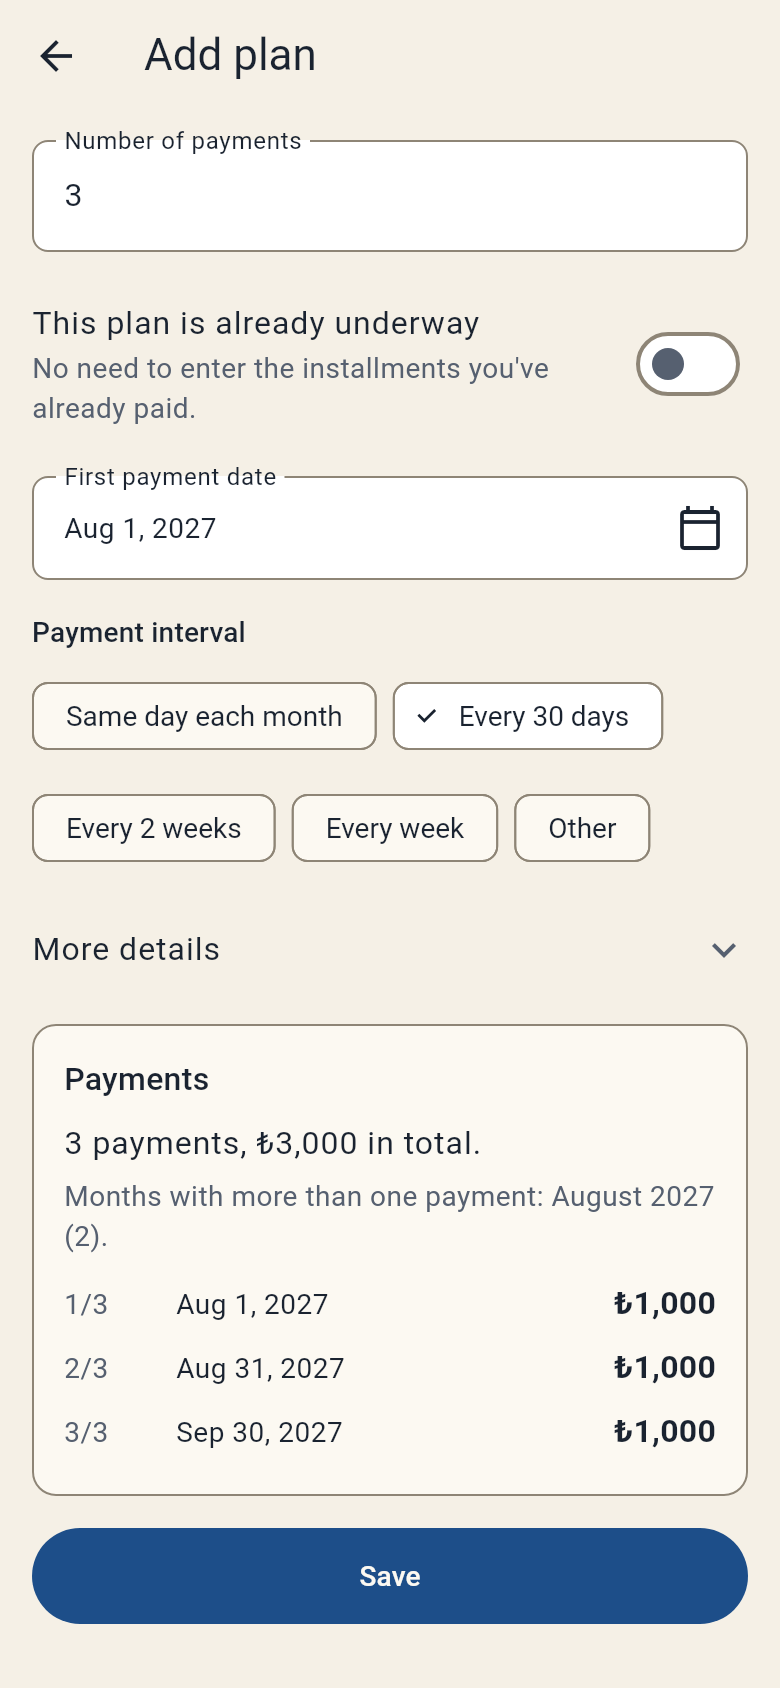 Add plan
Number of payments
3
This plan is already underway
No need to enter the installments you've
already paid.
First payment date
Aug 1, 2027
Payment interval
Same day each month
Every 30 days
Every 2 weeks
Every week
Other
More details
Payments
3 payments, ₺3,000 in total.
Months with more than one payment: August 2027
(2).
1/3 Aug 1, 2027 ₺1,000
2/3 Aug 31, 2027 ₺1,000
3/3 Sep 30, 2027 ₺1,000
Save